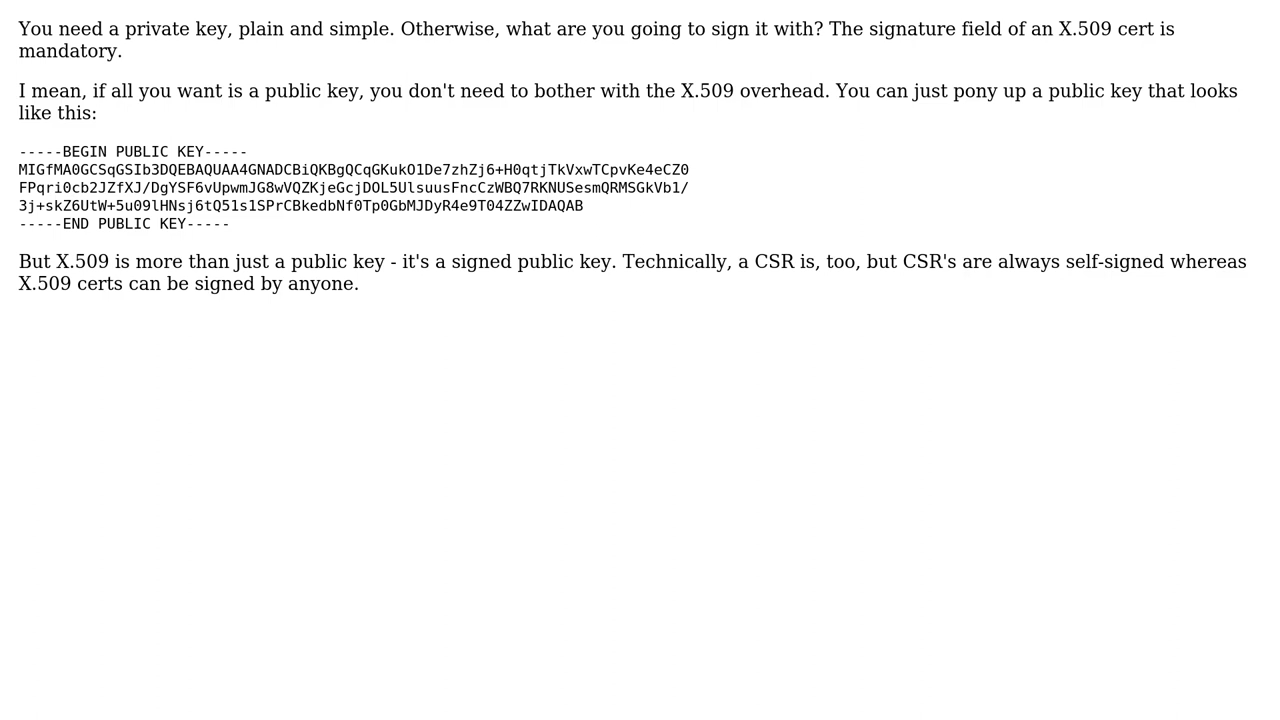 You need a private key, plain and simple. Otherwise, what are you going to sign it with? The signature field of an X.509 cert is
mandatory.
I mean, if all you want is a public key, you don't need to bother with the X.509 overhead. You can just pony up a public key that looks
like this:
-----BEGIN PUBLIC KEY-----
MIGfMA0GCSqGSIb3DQEBAQUAA4GNADCBiQKBgQCqGKukO1De7zhZj6+H0qtjTkVxwTCpvKe4eCZ0
FPqri0cb2JZfXJ/DgYSF6vUpwmJG8wVQZKjeGcjDOL5UlsuusFncCzWBQ7RKNUSesmQRMSGkVb1/
3j+skZ6UtW+5u09lHNsj6tQ51s1SPrCBkedbNf0Tp0GbMJDyR4e9T04ZZwIDAQAB
-----END PUBLIC KEY-----
But X.509 is more than just a public key - it's a signed public key. Technically, a CSR is, too, but CSR's are always self-signed whereas
X.509 certs can be signed by anyone.